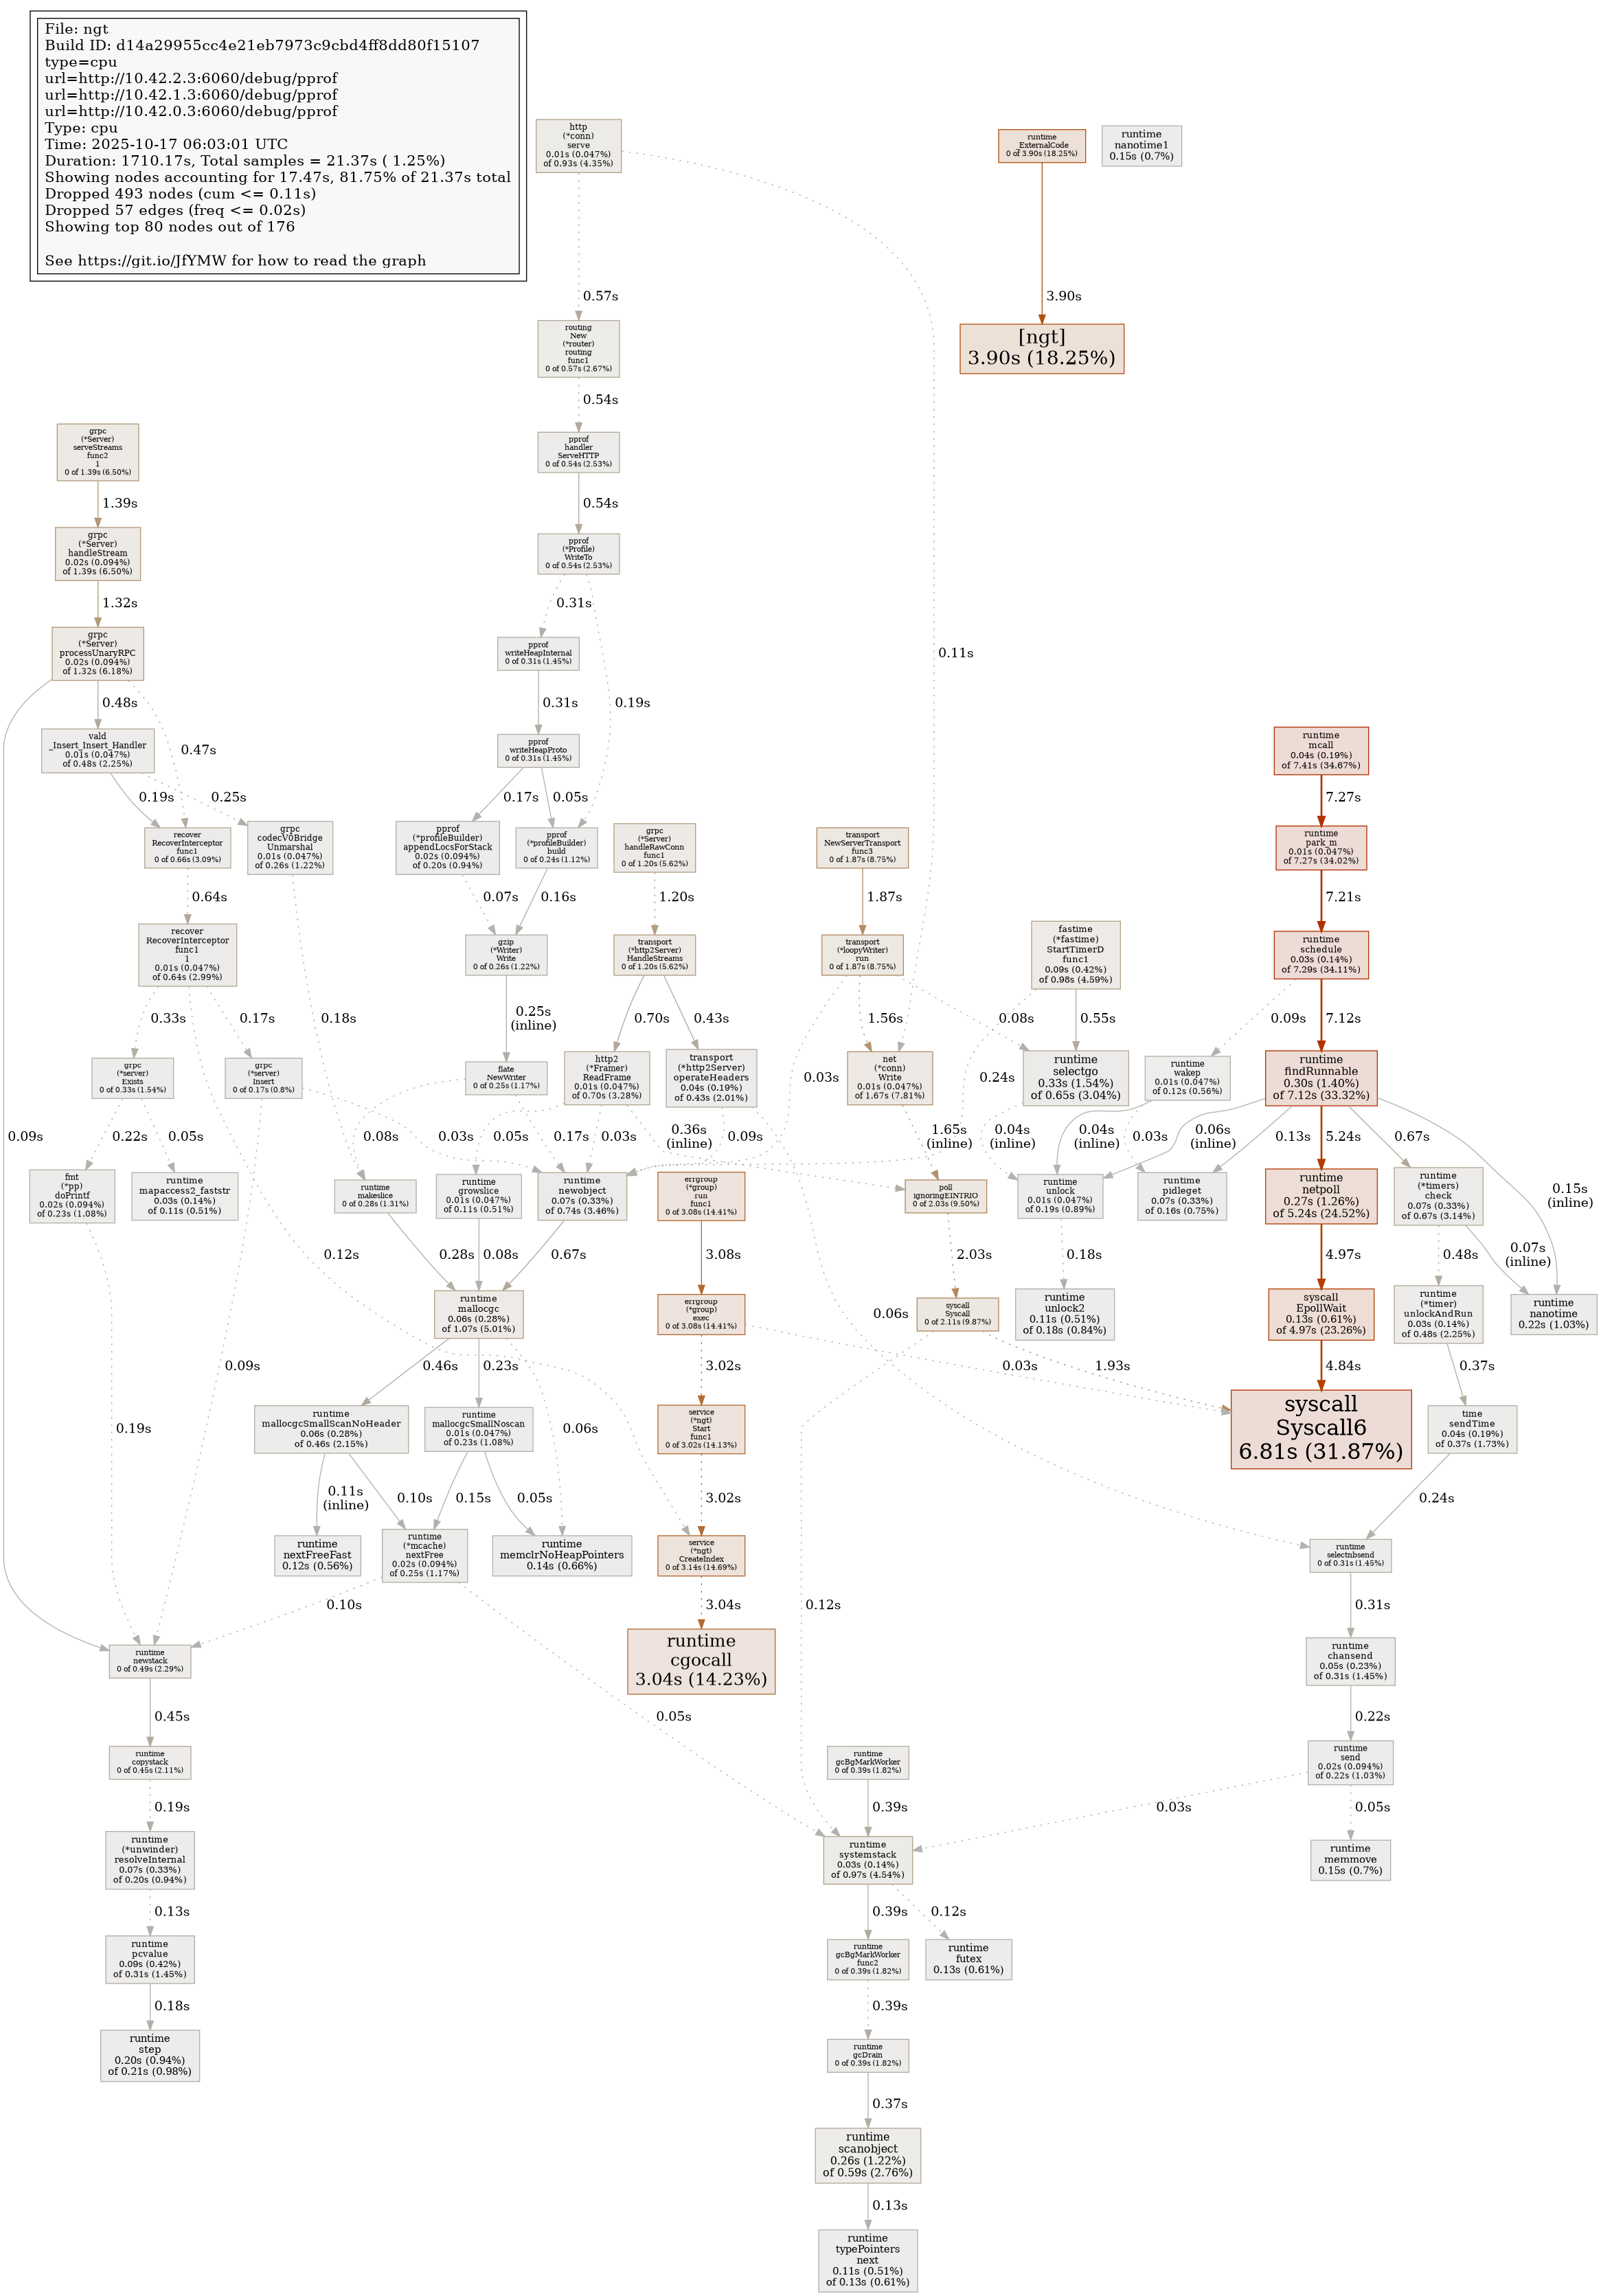 File: ngt
Build ID: d14a29955cc4e21eb7973c9cbd4ff8dd80f15107
type=cpu
url=http://10.42.2.3:6060/debug/pprof
url=http://10.42.1.3:6060/debug/pprof
url=http://10.42.0.3:6060/debug/pprof
Type: cpu
Time: 2025-10-17 06:03:01 UTC
Duration: 1710.17s, Total samples = 21.37s ( 1.25%)
Showing nodes accounting for 17.47s, 81.75% of 21.37s total
Dropped 493 nodes (cum <= 0.11s)
Dropped 57 edges (freq <= 0.02s)
Showing top 80 nodes out of 176
See https://git.io/JfYMW for how to read the graph
http
(*conn)
serve
0.01s (0.047%)
of 0.93s (4.35%)
runtime
_ExternalCode
0 of 3.90s (18.25%)
runtime
nanotime1
0.15s (0.7%)
0.57s
3.90s
routing
New
(*router)
routing
func1
0 of 0.57s (2.67%)
[ngt]
3.90s (18.25%)
0.54s
grpc
(*Server)
serveStreams
func2
1
0 of 1.39s (6.50%)
pprof
handler
ServeHTTP
0 of 0.54s (2.53%)
1.39s
0.54s
grpc
(*Server)
handleStream
0.02s (0.094%)
of 1.39s (6.50%)
pprof
(*Profile)
WriteTo
0 of 0.54s (2.53%)
1.32s
0.31s
grpc
(*Server)
processUnaryRPC
0.02s (0.094%)
of 1.32s (6.18%)
pprof
writeHeapInternal
0 of 0.31s (1.45%)
0.11s
0.48s
0.47s
0.31s
0.19s
vald
_Insert_Insert_Handler
0.01s (0.047%)
of 0.48s (2.25%)
pprof
writeHeapProto
0 of 0.31s (1.45%)
runtime
mcall
0.04s (0.19%)
of 7.41s (34.67%)
0.19s
0.25s
0.17s
0.05s
7.27s
recover
RecoverInterceptor
func1
0 of 0.66s (3.09%)
grpc
codecV0Bridge
Unmarshal
0.01s (0.047%)
of 0.26s (1.22%)
pprof
(*profileBuilder)
appendLocsForStack
0.02s (0.094%)
of 0.20s (0.94%)
pprof
(*profileBuilder)
build
0 of 0.24s (1.12%)
grpc
(*Server)
handleRawConn
func1
0 of 1.20s (5.62%)
transport
NewServerTransport
func3
0 of 1.87s (8.75%)
runtime
park_m
0.01s (0.047%)
of 7.27s (34.02%)
0.64s
0.07s
0.16s
1.20s
1.87s
7.21s
recover
RecoverInterceptor
func1
1
0.01s (0.047%)
of 0.64s (2.99%)
gzip
(*Writer)
Write
0 of 0.26s (1.22%)
transport
(*http2Server)
HandleStreams
0 of 1.20s (5.62%)
transport
(*loopyWriter)
run
0 of 1.87s (8.75%)
fastime
(*fastime)
StartTimerD
func1
0.09s (0.42%)
of 0.98s (4.59%)
runtime
schedule
0.03s (0.14%)
of 7.29s (34.11%)
0.33s
0.17s
0.18s
0.25s
(inline)
0.70s
0.43s
1.56s
0.08s
0.55s
0.09s
7.12s
grpc
(*server)
Exists
0 of 0.33s (1.54%)
grpc
(*server)
Insert
0 of 0.17s (0.8%)
flate
NewWriter
0 of 0.25s (1.17%)
http2
(*Framer)
ReadFrame
0.01s (0.047%)
of 0.70s (3.28%)
transport
(*http2Server)
operateHeaders
0.04s (0.19%)
of 0.43s (2.01%)
0.03s
net
(*conn)
Write
0.01s (0.047%)
of 1.67s (7.81%)
0.24s
runtime
selectgo
0.33s (1.54%)
of 0.65s (3.04%)
runtime
wakep
0.01s (0.047%)
of 0.12s (0.56%)
runtime
findRunnable
0.30s (1.40%)
of 7.12s (33.32%)
0.09s
0.22s
0.05s
0.08s
0.03s
0.05s
0.17s
0.03s
0.36s
(inline)
0.09s
1.65s
(inline)
0.04s
(inline)
0.04s
(inline)
0.03s
0.06s
(inline)
0.13s
5.24s
0.67s
0.15s
(inline)
fmt
(*pp)
doPrintf
0.02s (0.094%)
of 0.23s (1.08%)
runtime
mapaccess2_faststr
0.03s (0.14%)
of 0.11s (0.51%)
runtime
makeslice
0 of 0.28s (1.31%)
runtime
growslice
0.01s (0.047%)
of 0.11s (0.51%)
runtime
newobject
0.07s (0.33%)
of 0.74s (3.46%)
errgroup
(*group)
run
func1
0 of 3.08s (14.41%)
poll
ignoringEINTRIO
0 of 2.03s (9.50%)
runtime
unlock
0.01s (0.047%)
of 0.19s (0.89%)
runtime
pidleget
0.07s (0.33%)
of 0.16s (0.75%)
runtime
netpoll
0.27s (1.26%)
of 5.24s (24.52%)
runtime
(*timers)
check
0.07s (0.33%)
of 0.67s (3.14%)
0.12s
0.28s
0.08s
0.67s
3.08s
2.03s
0.18s
4.97s
0.48s
0.07s
(inline)
runtime
mallocgc
0.06s (0.28%)
of 1.07s (5.01%)
errgroup
(*group)
exec
0 of 3.08s (14.41%)
0.06s
syscall
Syscall
0 of 2.11s (9.87%)
runtime
unlock2
0.11s (0.51%)
of 0.18s (0.84%)
syscall
EpollWait
0.13s (0.61%)
of 4.97s (23.26%)
runtime
(*timer)
unlockAndRun
0.03s (0.14%)
of 0.48s (2.25%)
runtime
nanotime
0.22s (1.03%)
0.09s
0.46s
0.23s
3.02s
0.03s
1.93s
4.84s
0.37s
0.19s
runtime
mallocgcSmallScanNoHeader
0.06s (0.28%)
of 0.46s (2.15%)
runtime
mallocgcSmallNoscan
0.01s (0.047%)
of 0.23s (1.08%)
0.06s
service
(*ngt)
Start
func1
0 of 3.02s (14.13%)
syscall
Syscall6
6.81s (31.87%)
time
sendTime
0.04s (0.19%)
of 0.37s (1.73%)
0.11s
(inline)
0.10s
0.15s
0.05s
3.02s
0.24s
runtime
nextFreeFast
0.12s (0.56%)
runtime
(*mcache)
nextFree
0.02s (0.094%)
of 0.25s (1.17%)
runtime
memclrNoHeapPointers
0.14s (0.66%)
service
(*ngt)
CreateIndex
0 of 3.14s (14.69%)
runtime
selectnbsend
0 of 0.31s (1.45%)
0.10s
3.04s
0.12s
0.31s
runtime
newstack
0 of 0.49s (2.29%)
runtime
cgocall
3.04s (14.23%)
runtime
chansend
0.05s (0.23%)
of 0.31s (1.45%)
0.45s
0.05s
0.22s
runtime
copystack
0 of 0.45s (2.11%)
runtime
gcBgMarkWorker
0 of 0.39s (1.82%)
runtime
send
0.02s (0.094%)
of 0.22s (1.03%)
0.19s
0.39s
0.03s
0.05s
runtime
(*unwinder)
resolveInternal
0.07s (0.33%)
of 0.20s (0.94%)
runtime
systemstack
0.03s (0.14%)
of 0.97s (4.54%)
runtime
memmove
0.15s (0.7%)
0.13s
0.39s
0.12s
runtime
pcvalue
0.09s (0.42%)
of 0.31s (1.45%)
runtime
gcBgMarkWorker
func2
0 of 0.39s (1.82%)
runtime
futex
0.13s (0.61%)
0.18s
0.39s
runtime
step
0.20s (0.94%)
of 0.21s (0.98%)
runtime
gcDrain
0 of 0.39s (1.82%)
0.37s
runtime
scanobject
0.26s (1.22%)
of 0.59s (2.76%)
0.13s
runtime
typePointers
next
0.11s (0.51%)
of 0.13s (0.61%)